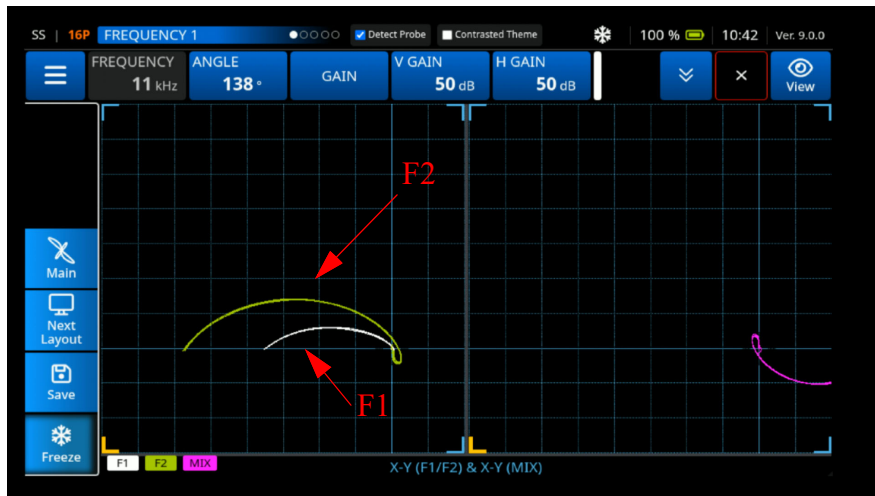 SS | 16P FREQUENCY 1 Detect Probe Contrasted Theme 100 % 10:42 Ver. 9.0.0
FREQUENCY ANGLE GAIN V GAIN H GAIN
11 kHz 138 ° 50 dB 50 dB × View
F2
Main
Next
Layout
Save
F1
Freeze
F1 F2 MIX
X-Y (F1/F2) & X-Y (MIX)